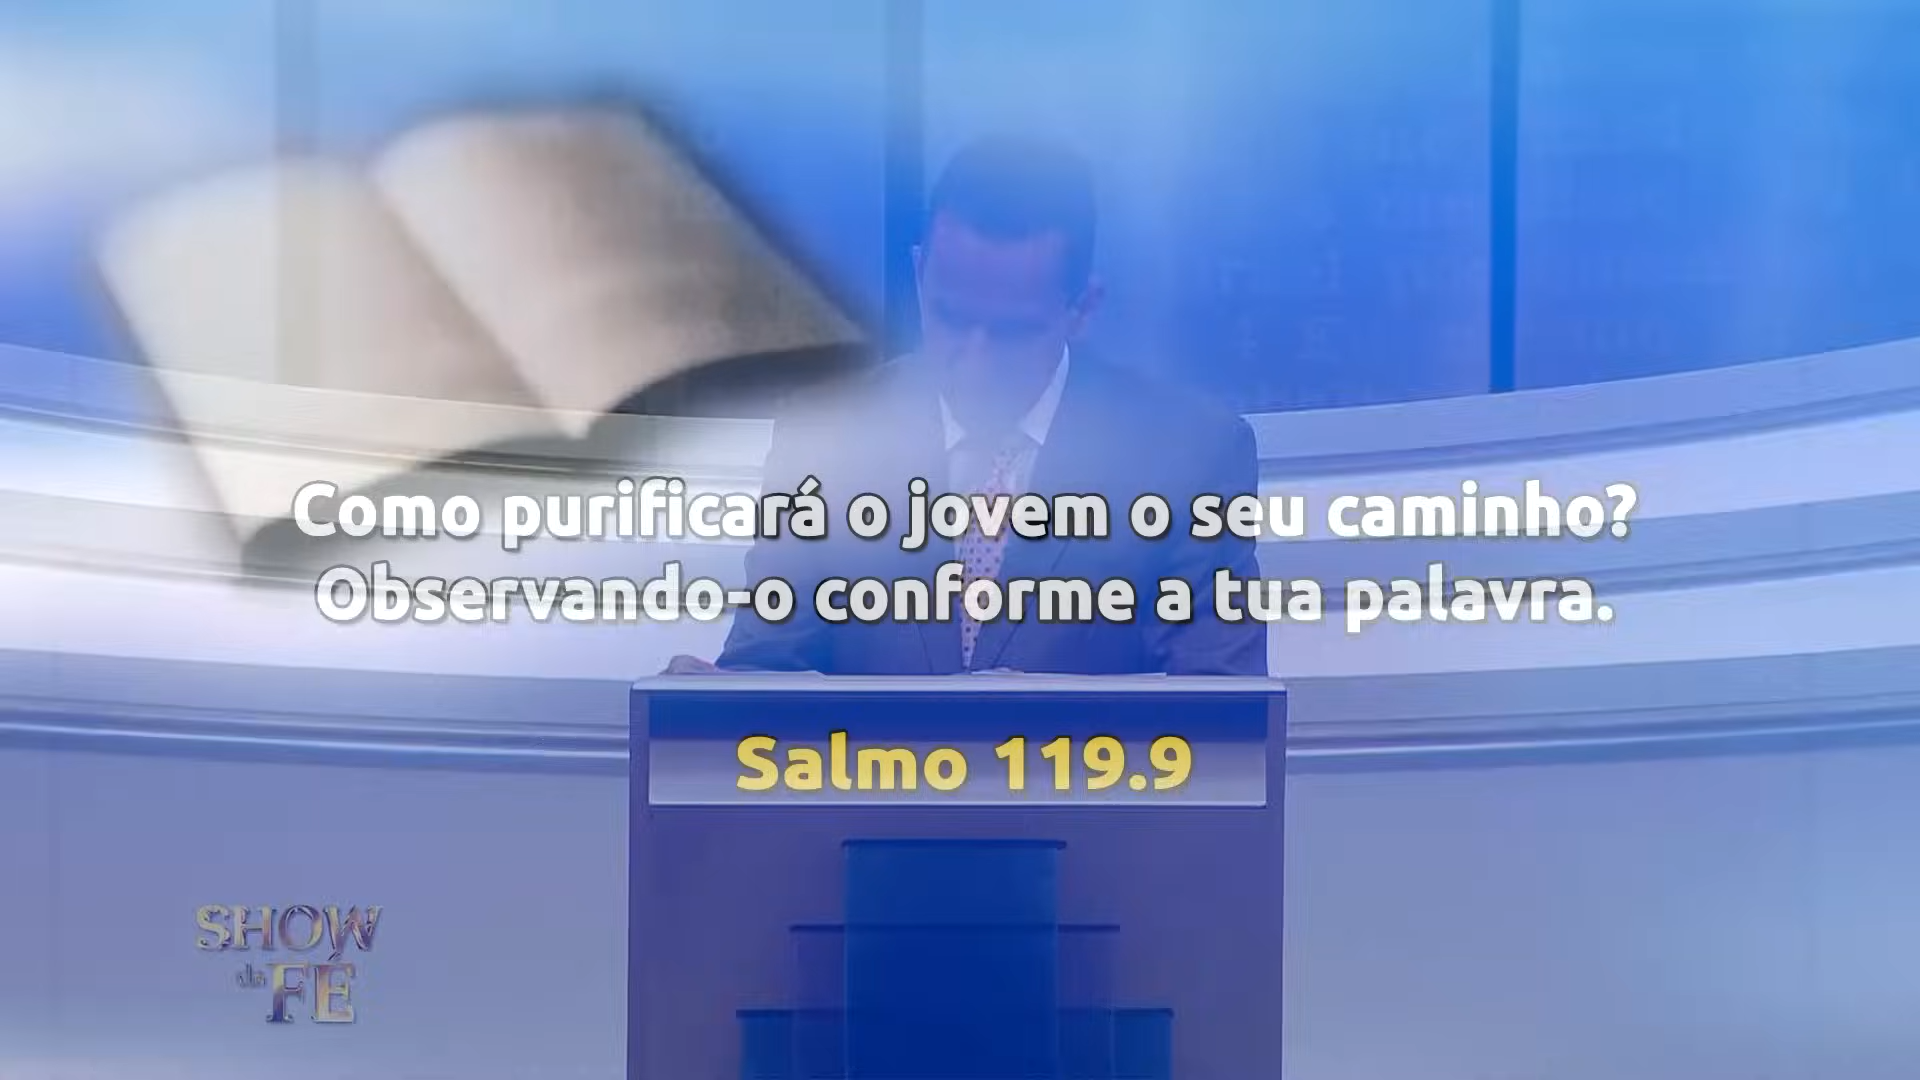 Como purificará o jovem o seu caminho?
Observando-o conforme a tua palavra.
Salmo 119.9
SHOW
da FÉ